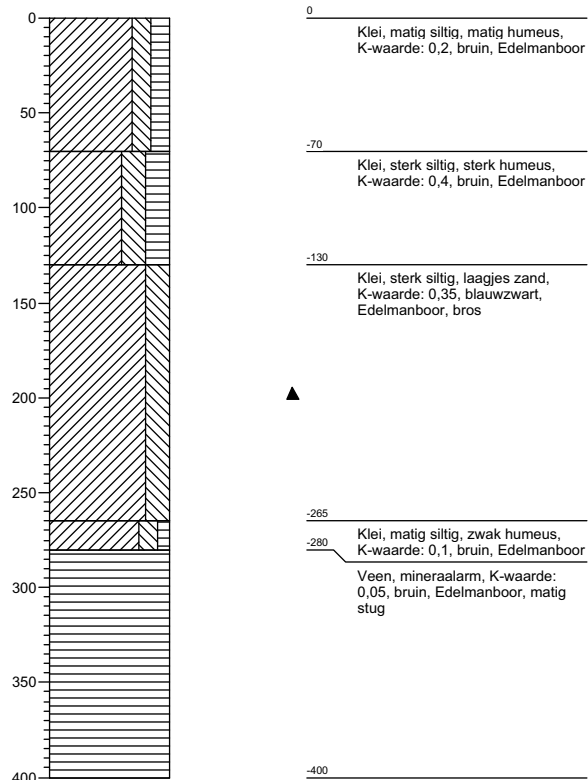 0
50
100
150
200
250
300
350
400
0
Klei, matig siltig, matig humeus,
K-waarde: 0,2, bruin, Edelmanboor
-70
Klei, sterk siltig, sterk humeus,
K-waarde: 0,4, bruin, Edelmanboor
-130
Klei, sterk siltig, laagjes zand,
K-waarde: 0,35, blauwzwart,
Edelmanboor, bros
-265
Klei, matig siltig, zwak humeus,
K-waarde: 0,1, bruin, Edelmanboor
-280
Veen, mineraalarm, K-waarde:
0,05, bruin, Edelmanboor, matig
stug
-400